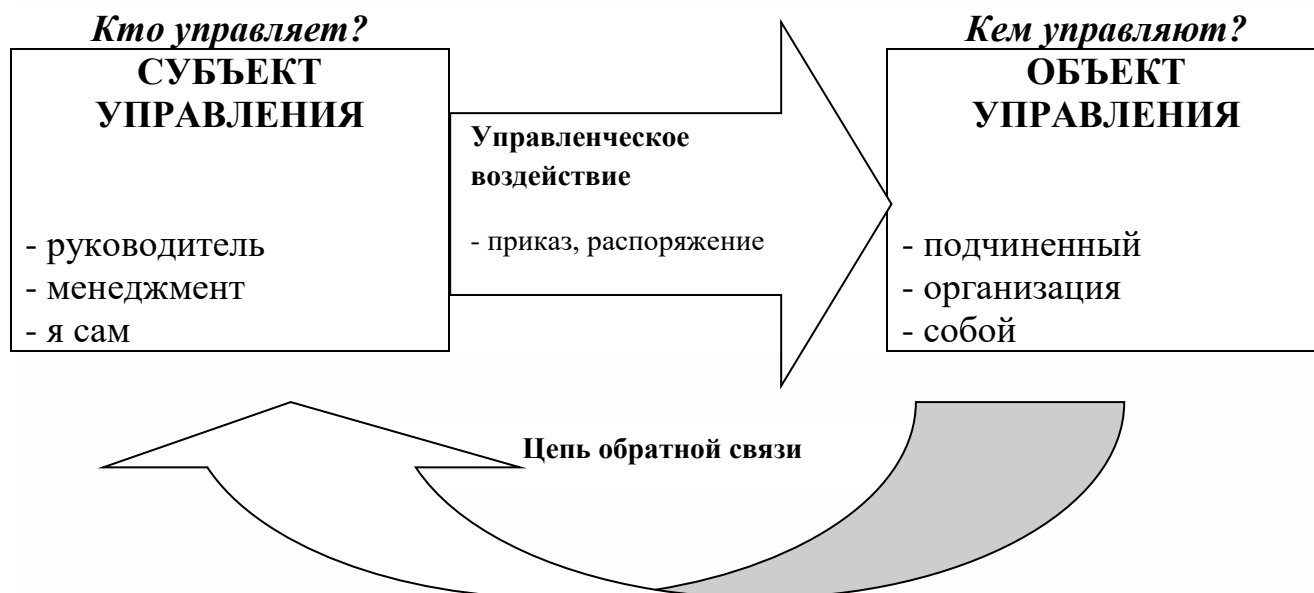 Кто управляет?
СУБЪЕКТ
УПРАВЛЕНИЯ
- руководитель
- менеджмент
- я сам
Управленческое
воздействие
- приказ, распоряжение
Кем управляют?
ОБЪЕКТ
УПРАВЛЕНИЯ
- подчиненный
- организация
- собой
Цепь обратной связи